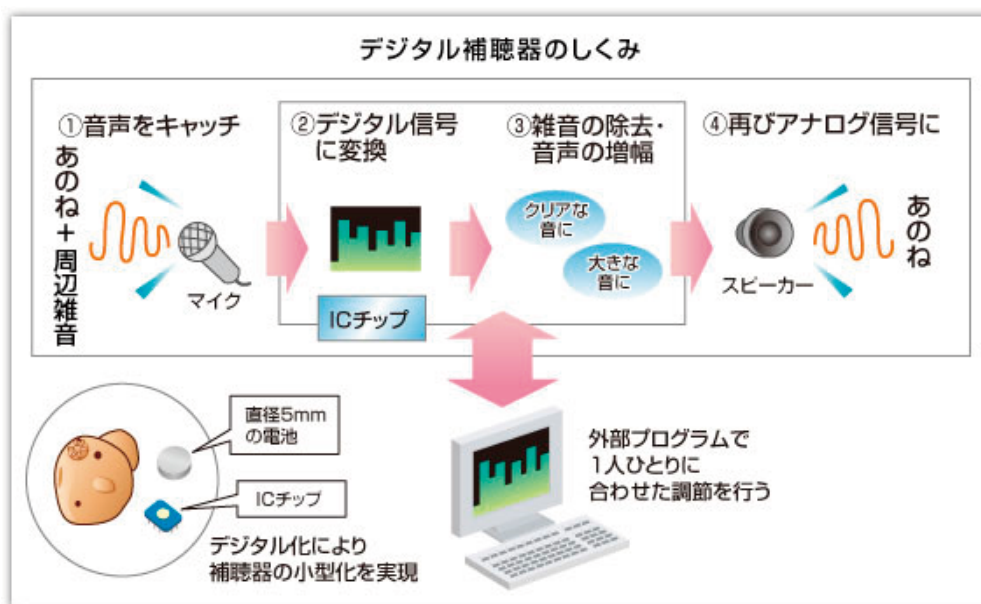 デジタル補聴器のしくみ
①音声をキャッチ
あのね+周辺雑音
マイク
②デジタル信号
に変換
ICチップ
③雑音の除去・
音声の増幅
クリアな
音に
大きな
音に
④再びアナログ信号に
スピーカー
あのね
直径5mm
の電池
ICチップ
デジタル化により
補聴器の小型化を実現
外部プログラムで
1人ひとりに
合わせた調節を行う